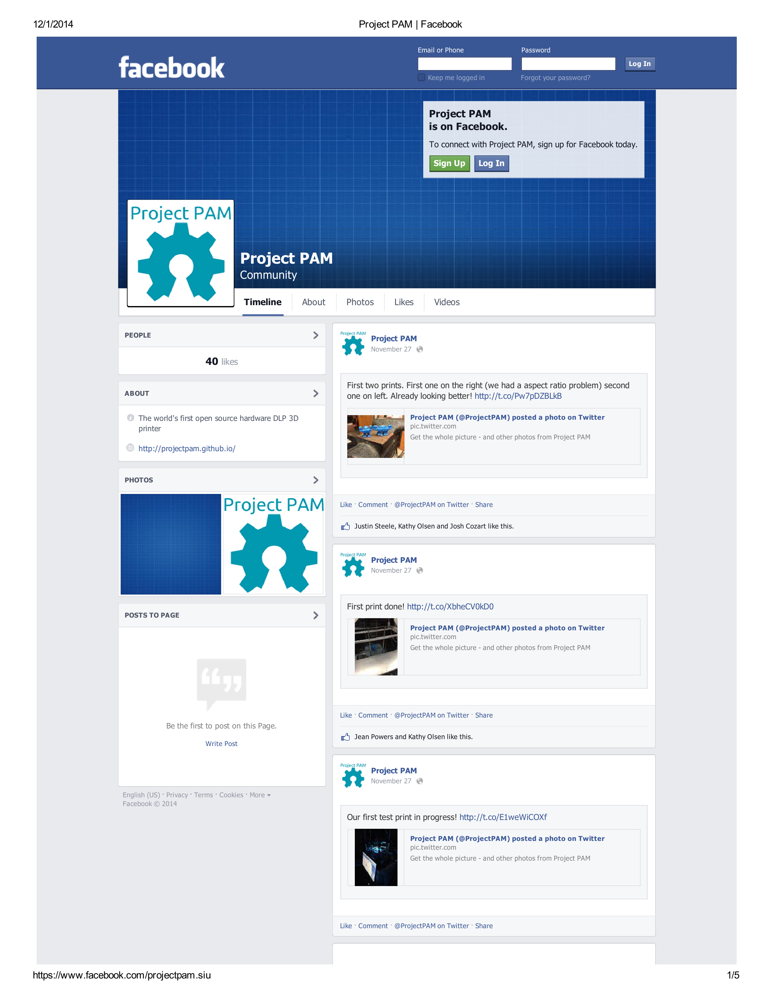 12/1/2014
Project PAM | Facebook
facebook
Email or Phone
Password
Log In
Keep me logged in
Forgot your password?
Project PAM
is on Facebook.
To connect with Project PAM, sign up for Facebook today.
Sign Up
Log In
Project PAM
Project PAM
Community
Timeline
About
Photos
Likes
Videos
PEOPLE
40 likes
ABOUT
The world's first open source hardware DLP 3D
printer
http://projectpam.github.io/
PHOTOS
Project PAM
POSTS TO PAGE
Be the first to post on this Page.
Write Post
English (US) · Privacy · Terms · Cookies · More
Facebook © 2014
Project PAM
Project PAM
November 27
First two prints. First one on the right (we had a aspect ratio problem) second
one on left. Already looking better! http://t.co/Pw7pDZBLkB
Project PAM (@ProjectPAM) posted a photo on Twitter
pic.twitter.com
Get the whole picture - and other photos from Project PAM
Like · Comment · @ProjectPAM on Twitter · Share
Justin Steele, Kathy Olsen and Josh Cozart like this.
Project PAM
Project PAM
November 27
First print done! http://t.co/XbheCV0kD0
Project PAM (@ProjectPAM) posted a photo on Twitter
pic.twitter.com
Get the whole picture - and other photos from Project PAM
Like · Comment · @ProjectPAM on Twitter · Share
Jean Powers and Kathy Olsen like this.
Project PAM
Project PAM
November 27
Our first test print in progress! http://t.co/E1weWiCOXf
Project PAM (@ProjectPAM) posted a photo on Twitter
pic.twitter.com
Get the whole picture - and other photos from Project PAM
Like · Comment · @ProjectPAM on Twitter · Share
https://www.facebook.com/projectpam.siu
1/5